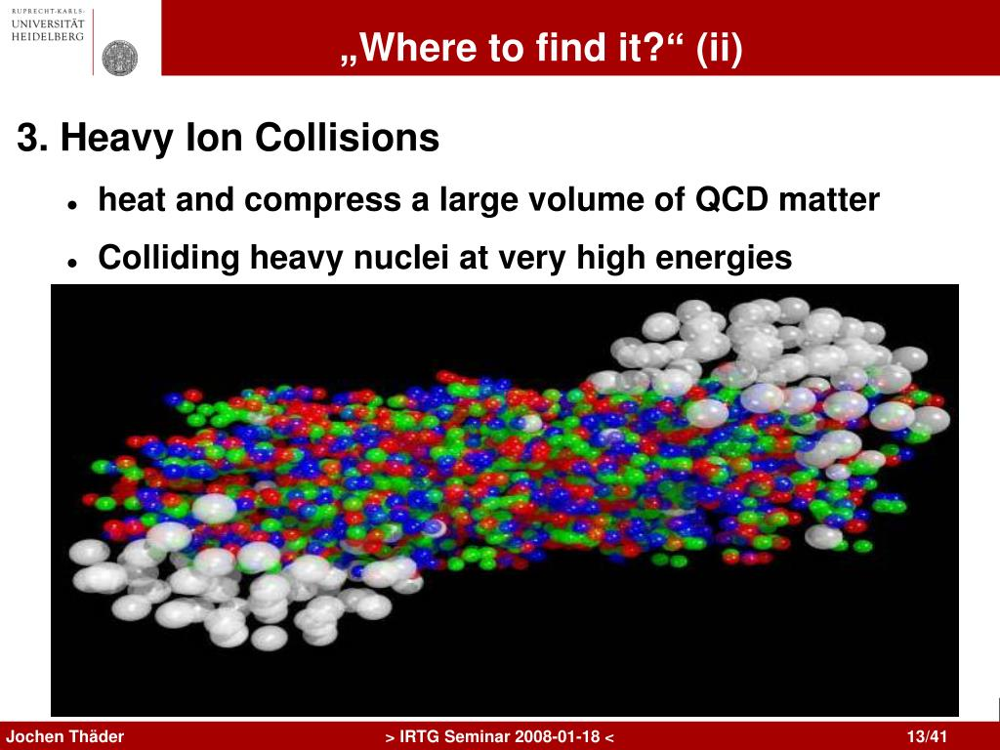 RUPRECHT-KARLS-
UNIVERSITÄT
HEIDELBERG
„Where to find it?“ (ii)
3. Heavy Ion Collisions
● heat and compress a large volume of QCD matter
● Colliding heavy nuclei at very high energies
Jochen Thäder > IRTG Seminar 2008-01-18 < 13/41